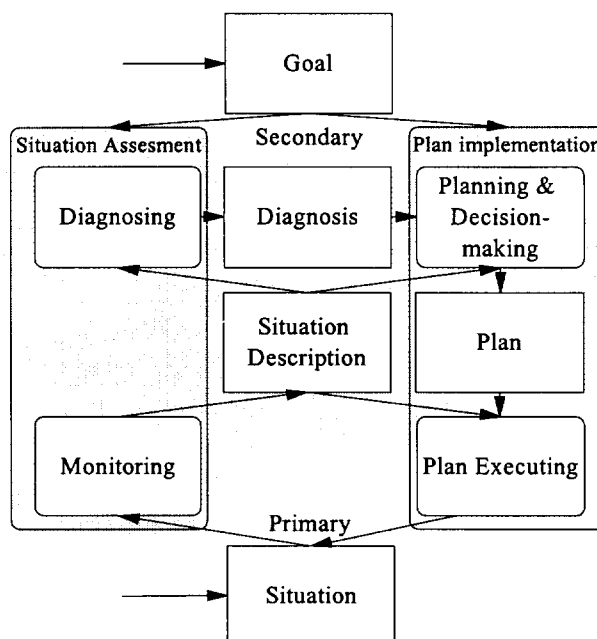 Goal
Situation Assesment
Secondary
Plan implementation
Diagnosing
Diagnosis
Planning &
Decision-
making
Situation
Description
Plan
Monitoring
Plan Executing
Primary
Situation